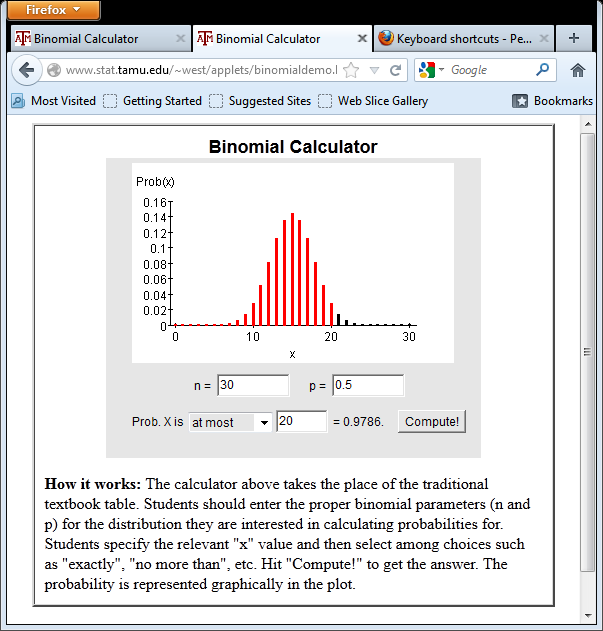 Firefox
Binomial Calculator
Binomial Calculator
Keyboard shortcuts - Pe...
www.stat.tamu.edu/~west/applets/binomialdemo.l
Google
Most Visited
Getting Started
Suggested Sites
Web Slice Gallery
Bookmarks
Binomial Calculator
Prob(x)
0.16
0.14
0.12
0.1
0.08
0.06
0.04
0.02
0
0 10 20 30
x
n = 30 p = 0.5
Prob. X is at most 20 = 0.9786. Compute!
How it works: The calculator above takes the place of the traditional
textbook table. Students should enter the proper binomial parameters (n and
p) for the distribution they are interested in calculating probabilities for.
Students specify the relevant "x" value and then select among choices such
as "exactly", "no more than", etc. Hit "Compute!" to get the answer. The
probability is represented graphically in the plot.